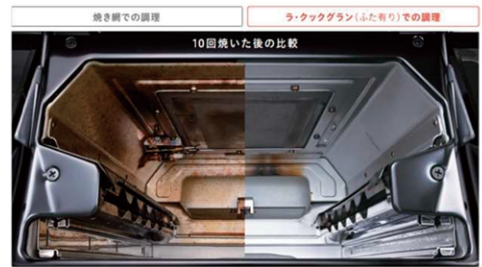 焼き網での調理
ラ・クックグラン(ふた有り)での調理
10回焼いた後の比較